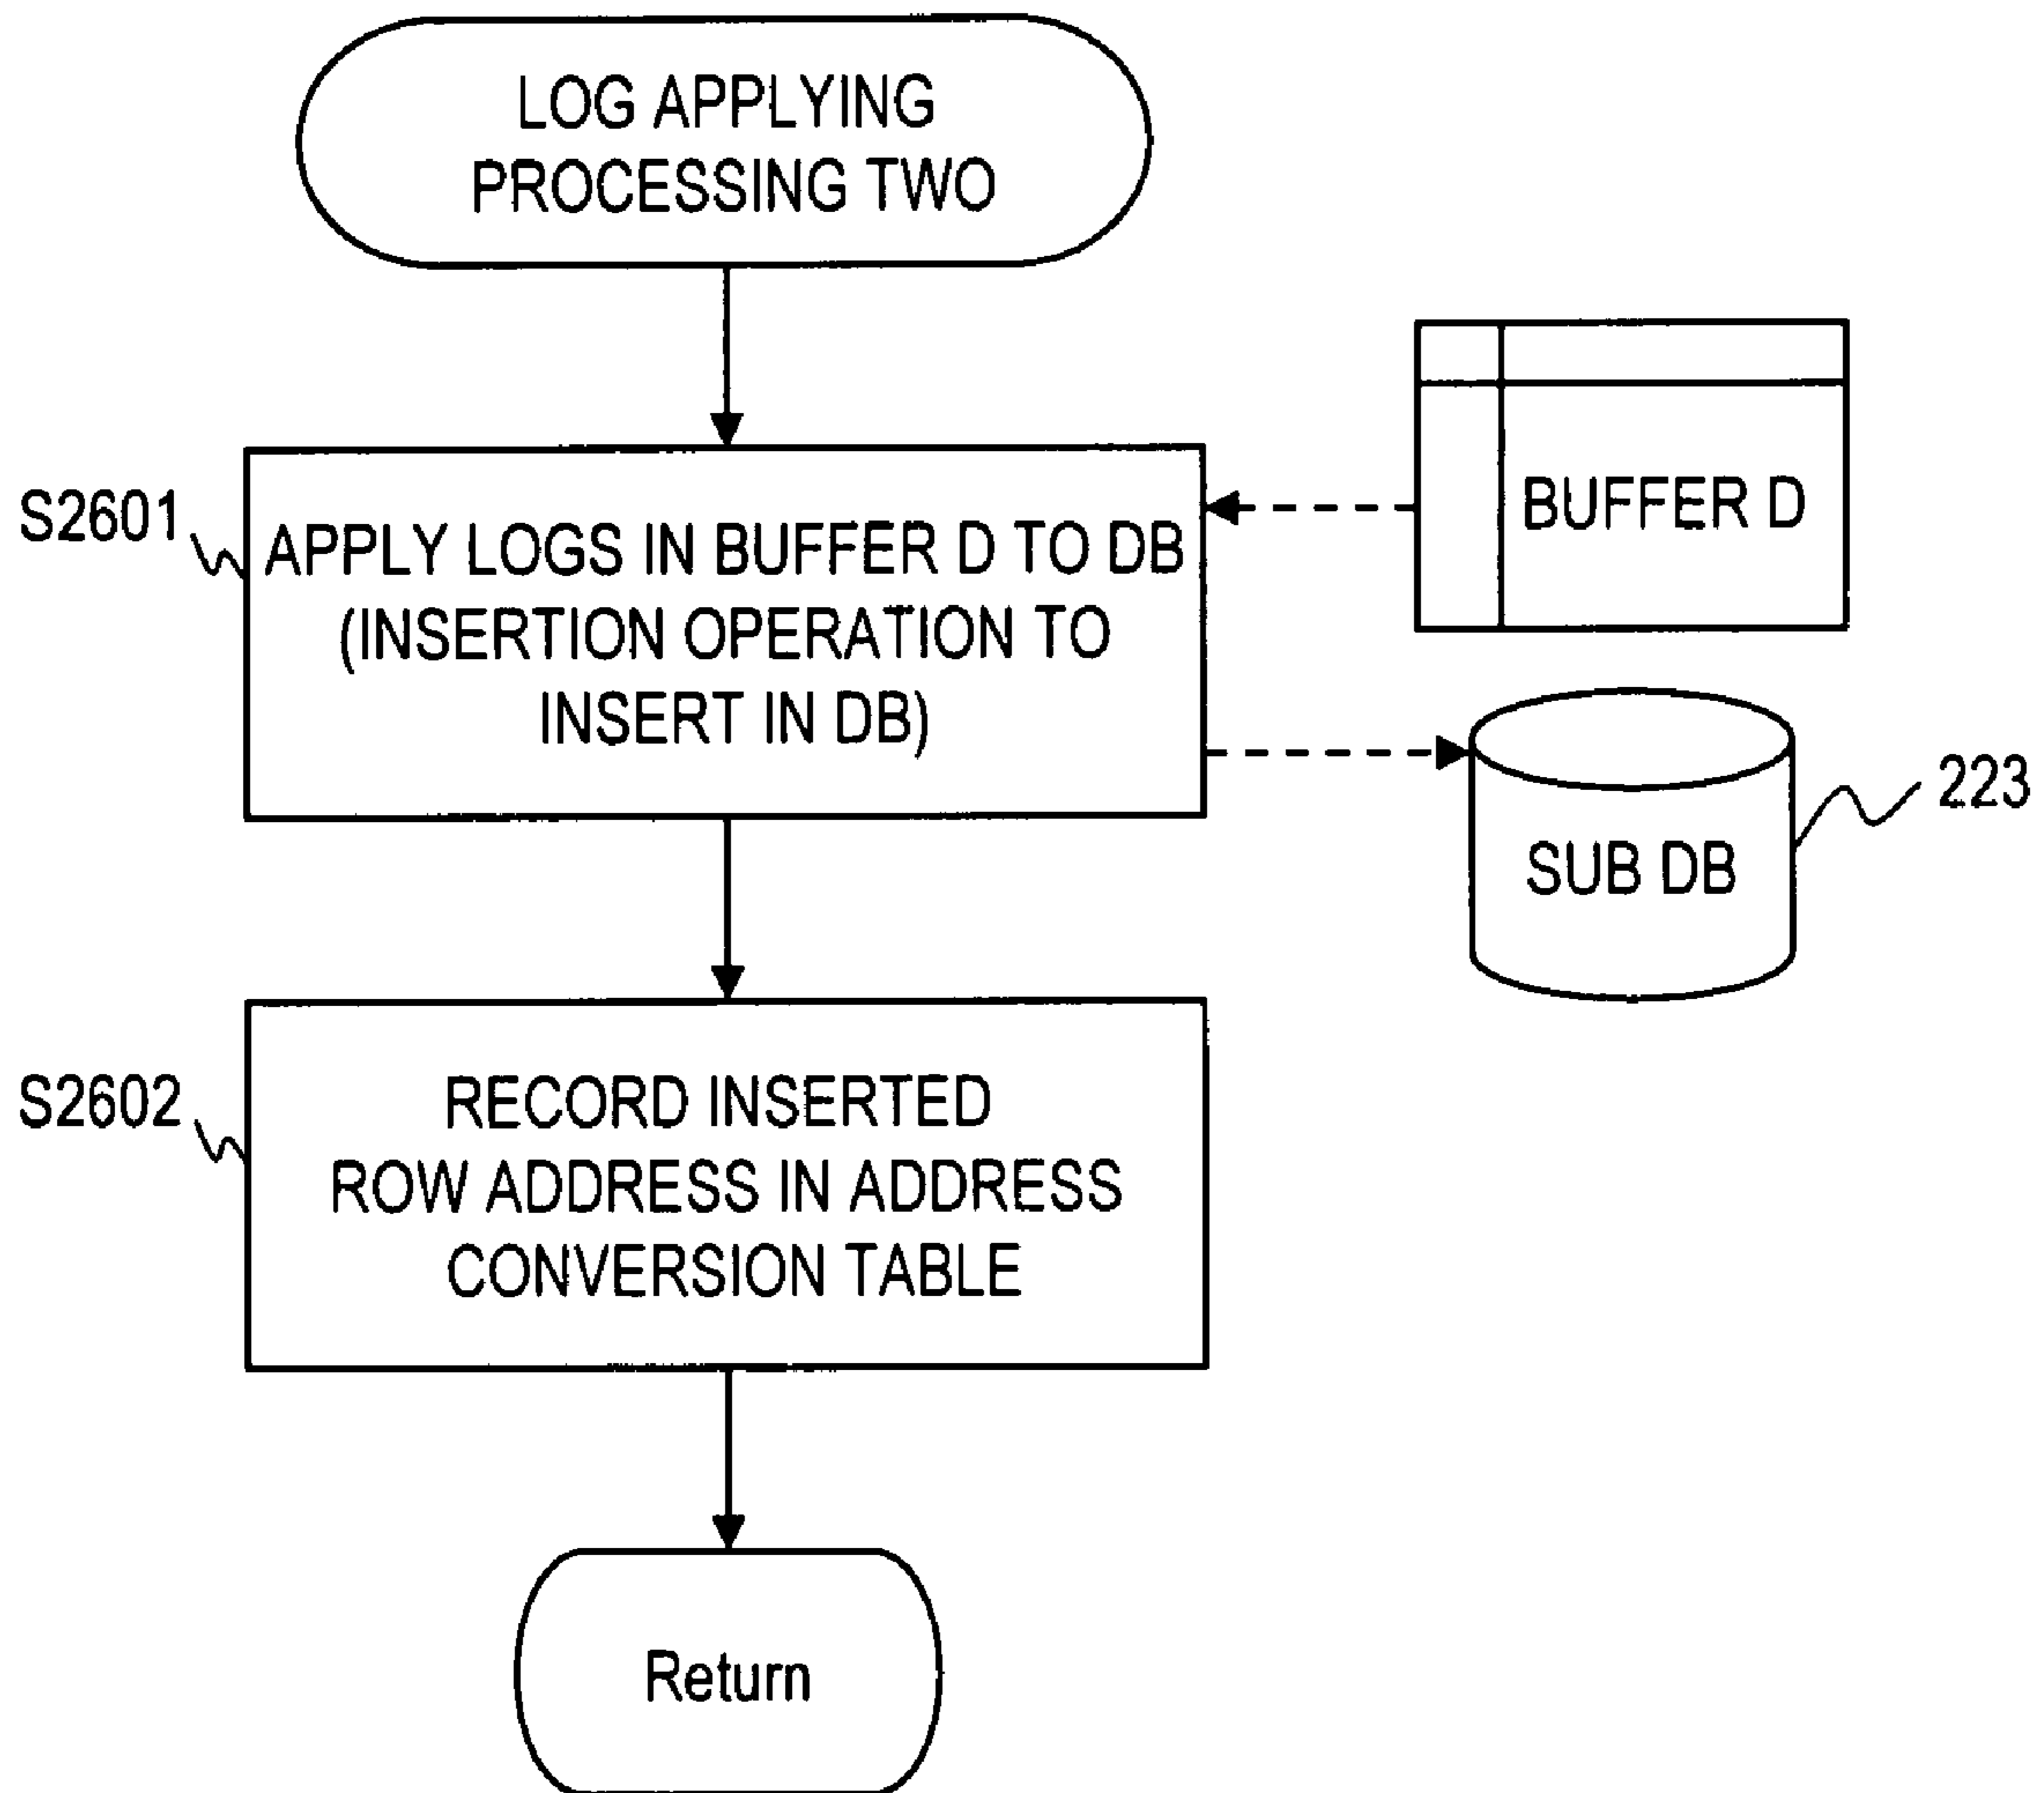 LOG APPLYING
PROCESSING TWO
S2601
APPLY LOGS IN BUFFER D TO DB
(INSERTION OPERATION TO
INSERT IN DB)
BUFFER D
SUB DB
223
S2602
RECORD INSERTED
ROW ADDRESS IN ADDRESS
CONVERSION TABLE
Return